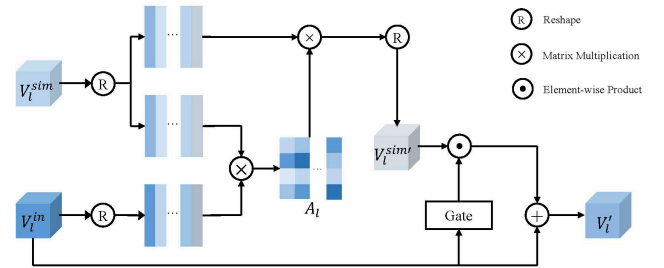 R Reshape
× Matrix Multiplication
Element-wise Product
... 
× R
V_l^{sim} R
...
V_l^{sim'}
× ...
A_l
V_l^{in} R ...
Gate
+ V_l'